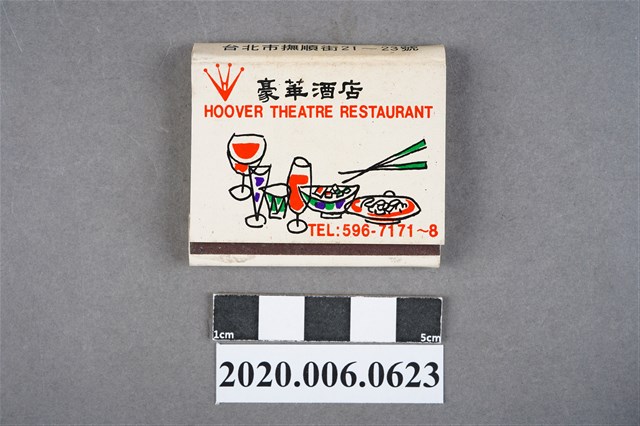 台北市撫順街21－23號
豪華酒店
HOOVER THEATRE RESTAURANT
TEL:596-7171~8
1cm 5cm
2020.006.0623